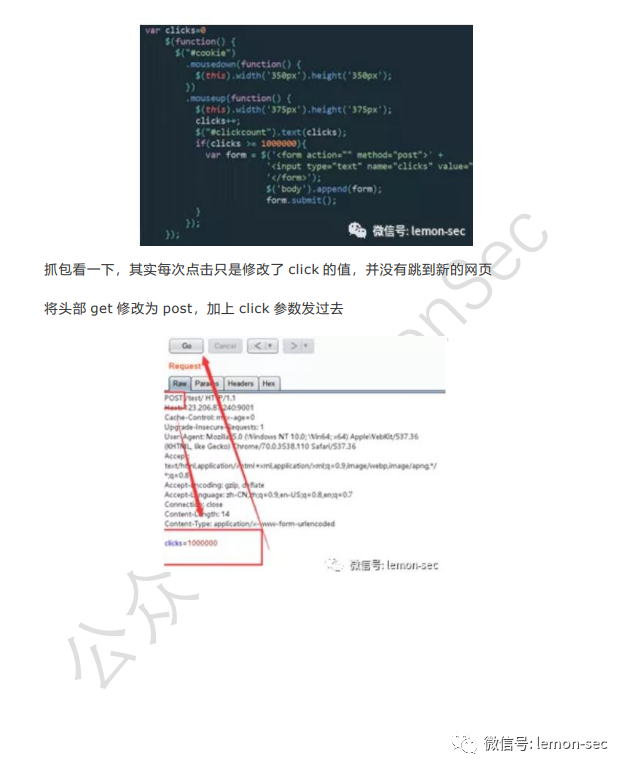 var clicks=0
$(function() {
$("#cookie")
.mousedown(function() {
$(this).width('350px').height('350px');
})
.mouseup(function() {
$(this).width('375px').height('375px');
clicks++;
$("#clickcount").text(clicks);
if(clicks >= 1000000){
var form = $('<form action="" method="post">' +
'<input type="text" name="clicks" value="
'</form>');
$('body').append(form);
form.submit();
}
});
});
微信号: lemon-sec
抓包看一下，其实每次点击只是修改了 click 的值，并没有跳到新的网页
将头部 get 修改为 post，加上 click 参数发过去
Go Cancel < >
Request
Raw Params Headers Hex
POST /test/ HTTP/1.1
Cache-Control: max-age=0
Upgrade-Insecure-Requests: 1
User-Agent: Mozilla/5.0 (Windows NT 10.0; Win64; x64) AppleWebKit/537.36
(KHTML, like Gecko) Chrome/70.0.3538.110 Safari/537.36
Accept:
text/html,application/xhtml+xml,application/xml;q=0.9,image/webp,image/apng,*/
*;q=0.8
Accept-Encoding: gzip, deflate
Accept-Language: zh-CN,zh;q=0.9,en-US;q=0.8,en;q=0.7
Connection: close
Content-Length: 14
Content-Type: application/x-www-form-urlencoded
clicks=1000000
微信号: lemon-sec
公众
onSec
微信号: lemon-sec